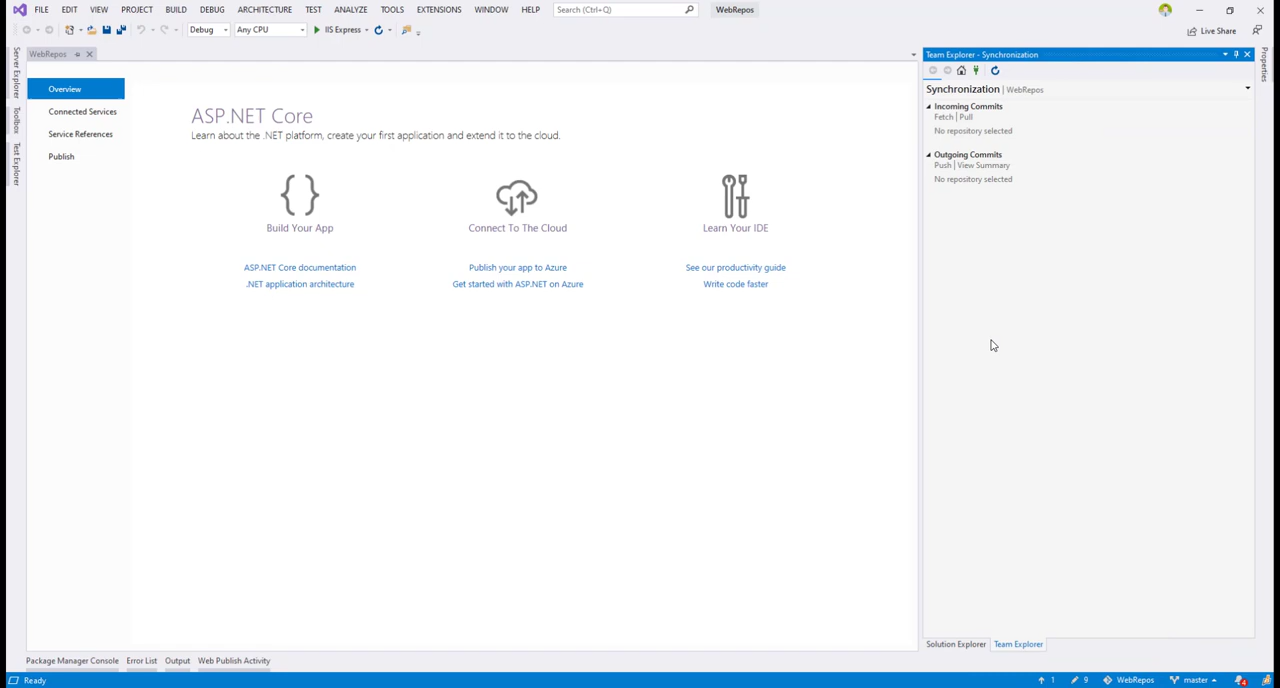 FILE EDIT VIEW PROJECT BUILD DEBUG ARCHITECTURE TEST ANALYZE TOOLS EXTENSIONS WINDOW HELP Search (Ctrl+Q) WebRepos
Debug Any CPU IIS Express Live Share
Server Explorer
Toolbox
Test Explorer
WebRepos
Overview
Connected Services
Service References
Publish
ASP.NET Core
Learn about the .NET platform, create your first application and extend it to the cloud.
Build Your App
ASP.NET Core documentation
.NET application architecture
Connect To The Cloud
Publish your app to Azure
Get started with ASP.NET on Azure
Learn Your IDE
See our productivity guide
Write code faster
Team Explorer - Synchronization
Synchronization | WebRepos
Incoming Commits
Fetch | Pull
No repository selected
Outgoing Commits
Push | View Summary
No repository selected
Properties
Solution Explorer Team Explorer
Package Manager Console Error List Output Web Publish Activity
Ready 1 9 WebRepos master 4